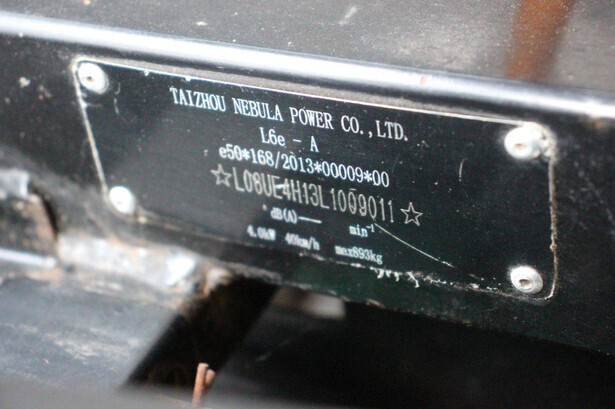 TAIZHOU NEBULA POWER CO.,LTD.
L6e - A
e50*168/2013*00009*00
☆L08UE4H13L1009011☆
dB(A)—— min⁻¹
4.0kW 40km/h max893kg